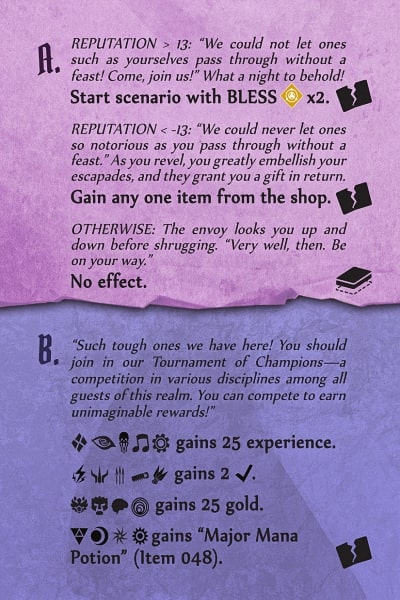 A.
REPUTATION > 13: “We could not let ones
such as yourselves pass through without a
feast! Come, join us!” What a night to behold!
Start scenario with BLESS x2.
REPUTATION < -13: “We could never let ones
so notorious as you pass through without a
feast.” As you revel, you greatly embellish your
escapades, and they grant you a gift in return.
Gain any one item from the shop.
OTHERWISE: The envoy looks you up and
down before shrugging. “Very well, then. Be
on your way.”
No effect.
B.
“Such tough ones we have here! You should
join in our Tournament of Champions—a
competition in various disciplines among all
guests of this realm. You can compete to earn
unimaginable rewards!”
gains 25 experience.
gains 2 ✓.
gains 25 gold.
gains “Major Mana
Potion” (Item 048).